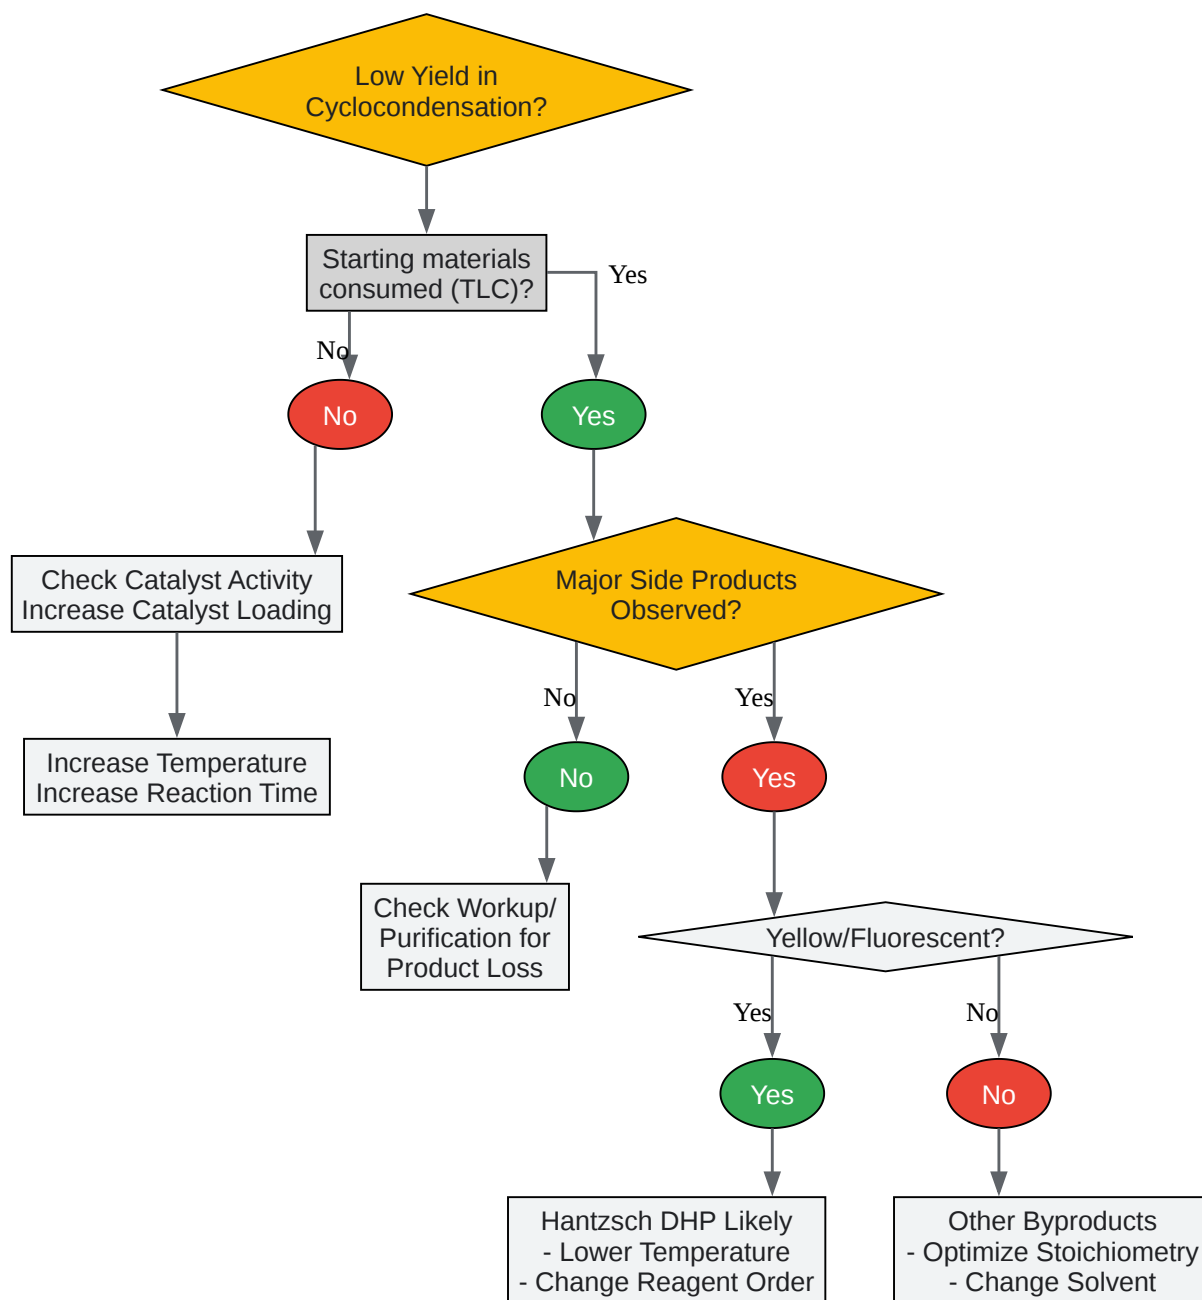 Low Yield in
Cyclocondensation?
Starting materials
consumed (TLC)?
Yes
No
No
Yes
Check Catalyst Activity
Increase Catalyst Loading
Major Side Products
Observed?
No
Yes
Increase Temperature
Increase Reaction Time
No
Yes
Check Workup/
Purification for
Product Loss
Yellow/Fluorescent?
Yes
No
Yes
No
Hantzsch DHP Likely
- Lower Temperature
- Change Reagent Order
Other Byproducts
- Optimize Stoichiometry
- Change Solvent